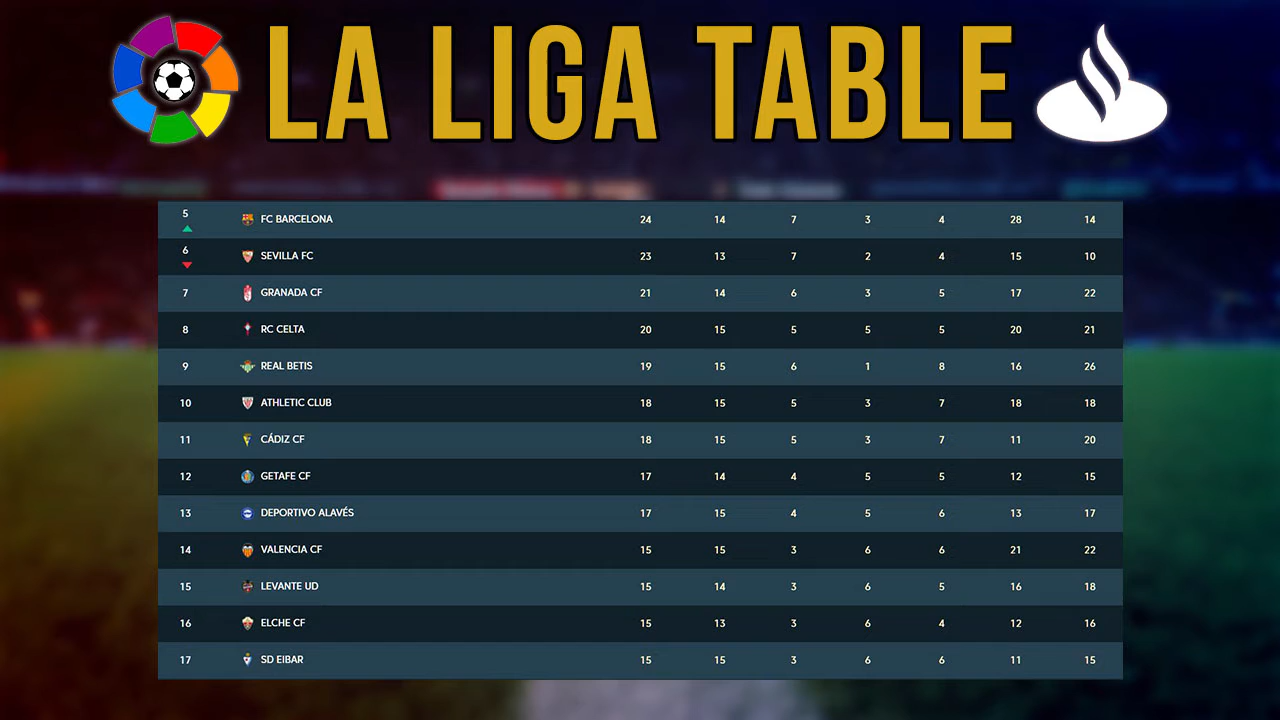 LA LIGA TABLE
5 FC BARCELONA 24 14 7 3 4 28 14
6 SEVILLA FC 23 13 7 2 4 15 10
7 GRANADA CF 21 14 6 3 5 17 22
8 RC CELTA 20 15 5 5 5 20 21
9 REAL BETIS 19 15 6 1 8 16 26
10 ATHLETIC CLUB 18 15 5 3 7 18 18
11 CÁDIZ CF 18 15 5 3 7 11 20
12 GETAFE CF 17 14 4 5 5 12 15
13 DEPORTIVO ALAVÉS 17 15 4 5 6 13 17
14 VALENCIA CF 15 15 3 6 6 21 22
15 LEVANTE UD 15 14 3 6 5 16 18
16 ELCHE CF 15 13 3 6 4 12 16
17 SD EIBAR 15 15 3 6 6 11 15